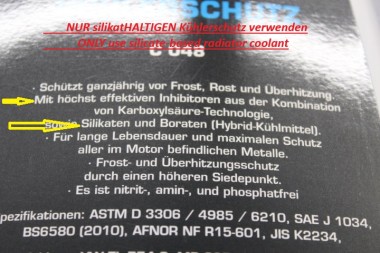 SCHUTZ
NUR silikatHALTIGEN Kühlerschutz verwenden
ONLY use silicate based radiator coolant
C 048
· Schützt ganzjährig vor Frost, Rost und Überhitzung.
· Mit höchst effektiven Inhibitoren aus der Kombination
von Karboxylsäure-Technologie,
sowie Silikaten und Boraten (Hybrid-Kühlmittel).
· Für lange Lebensdauer und maximalen Schutz
aller im Motor befindlichen Metalle.
· Frost- und Überhitzungsschutz
durch einen höheren Siedepunkt.
· Es ist nitrit-, amin-, und phosphatfrei
pezifikationen: ASTM D 3306 / 4985 / 6210, SAE J 1034,
BS6580 (2010), AFNOR NF R15-601, JIS K2234,